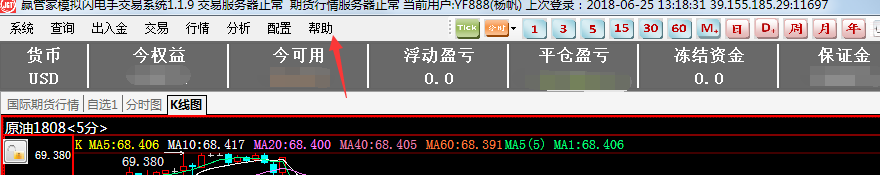 赢管家模拟闪电手交易系统1.1.9 交易服务器正常 期货行情服务器正常 当前用户:YF888(杨帆) 上次登录：2018-06-25 13:18:31 39.155.185.29:11697
系统 查询 出入金 交易 行情 分析 配置 帮助 Tick 分时 1 3 5 15 30 60 M+ 日 D+ 周 月 年
货币 今权益 今可用 浮动盈亏 平仓盈亏 冻结资金 保证金
USD 0.0 0.0
国际期货行情 自选1 分时图 K线图
原油1808<5分>
K MA5:68.406 MA10:68.417 MA20:68.400 MA40:68.405 MA60:68.391 MA5(5) MA1:68.406
69.380 69.380